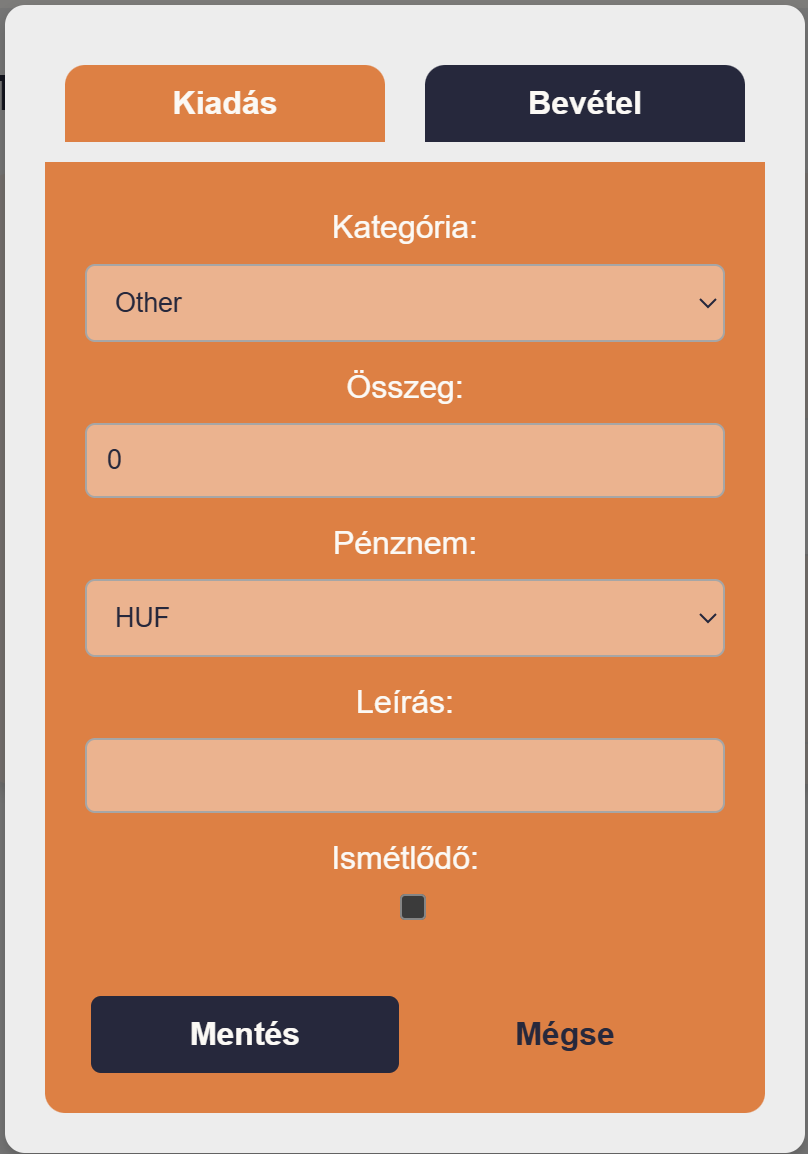 Kiadás
Bevétel
Kategória:
Other
Összeg:
0
Pénznem:
HUF
Leírás:
Ismétlődő:
Mentés
Mégse